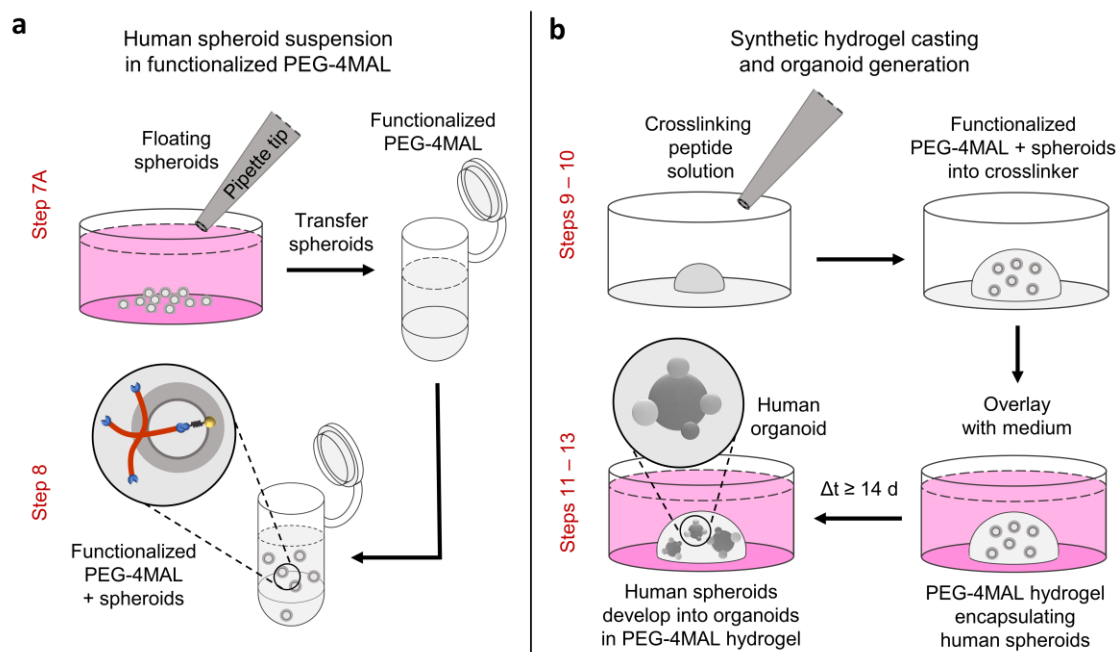 a
Human spheroid suspension
in functionalized PEG-4MAL
Step 7A
Floating
spheroids
Pipette tip
Transfer
spheroids
Functionalized
PEG-4MAL
Step 8
Functionalized
PEG-4MAL
+ spheroids
b
Synthetic hydrogel casting
and organoid generation
Steps 9 – 10
Crosslinking
peptide
solution
Functionalized
PEG-4MAL + spheroids
into crosslinker
Overlay
with medium
Steps 11 – 13
Human
organoid
Δt ≥ 14 d
Human spheroids
develop into organoids
in PEG-4MAL hydrogel
PEG-4MAL hydrogel
encapsulating
human spheroids